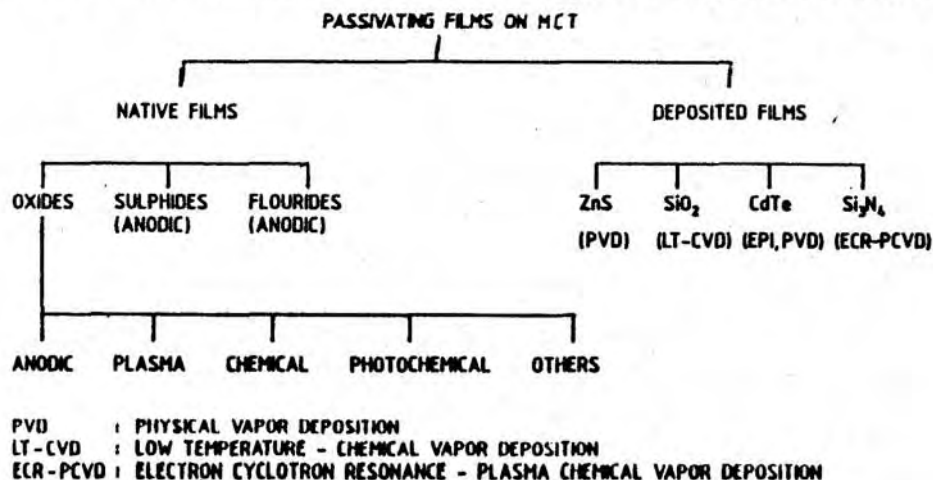 PASSIVATING FILMS ON MCT
NATIVE FILMS DEPOSITED FILMS
OXIDES SULPHIDES FLOURIDES ZnS SiO₂ CdTe Si₃N₄
(ANODIC) (ANODIC) (PVD) (LT-CVD) (EPI, PVD) (ECR-PCVD)
ANODIC PLASMA CHEMICAL PHOTOCHEMICAL OTHERS
PVD : PHYSICAL VAPOR DEPOSITION
LT-CVD : LOW TEMPERATURE - CHEMICAL VAPOR DEPOSITION
ECR-PCVD : ELECTRON CYCLOTRON RESONANCE - PLASMA CHEMICAL VAPOR DEPOSITION